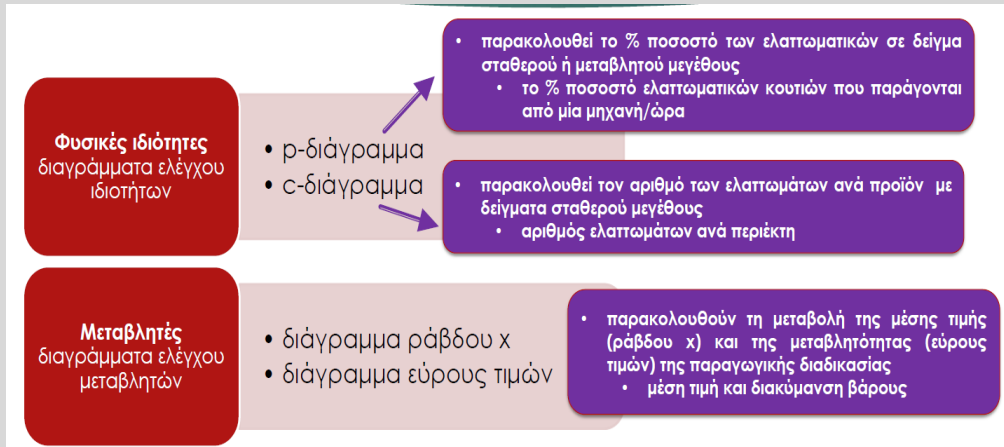 Φυσικές ιδιότητες
διαγράμματα ελέγχου
ιδιοτήτων
• p-διάγραμμα
• c-διάγραμμα
• παρακολουθεί το % ποσοστό των ελαττωματικών σε δείγμα
σταθερού ή μεταβλητού μεγέθους
• το % ποσοστό ελαττωματικών κουτιών που παράγονται
από μία μηχανή/ώρα
• παρακολουθεί τον αριθμό των ελαττωμάτων ανά προϊόν με
δείγματα σταθερού μεγέθους
• αριθμός ελαττωμάτων ανά περιέκτη
Μεταβλητές
διαγράμματα ελέγχου
μεταβλητών
• διάγραμμα ράβδου x
• διάγραμμα εύρους τιμών
• παρακολουθούν τη μεταβολή της μέσης τιμής
(ράβδου x) και της μεταβλητότητας (εύρους
τιμών) της παραγωγικής διαδικασίας
• μέση τιμή και διακύμανση βάρους